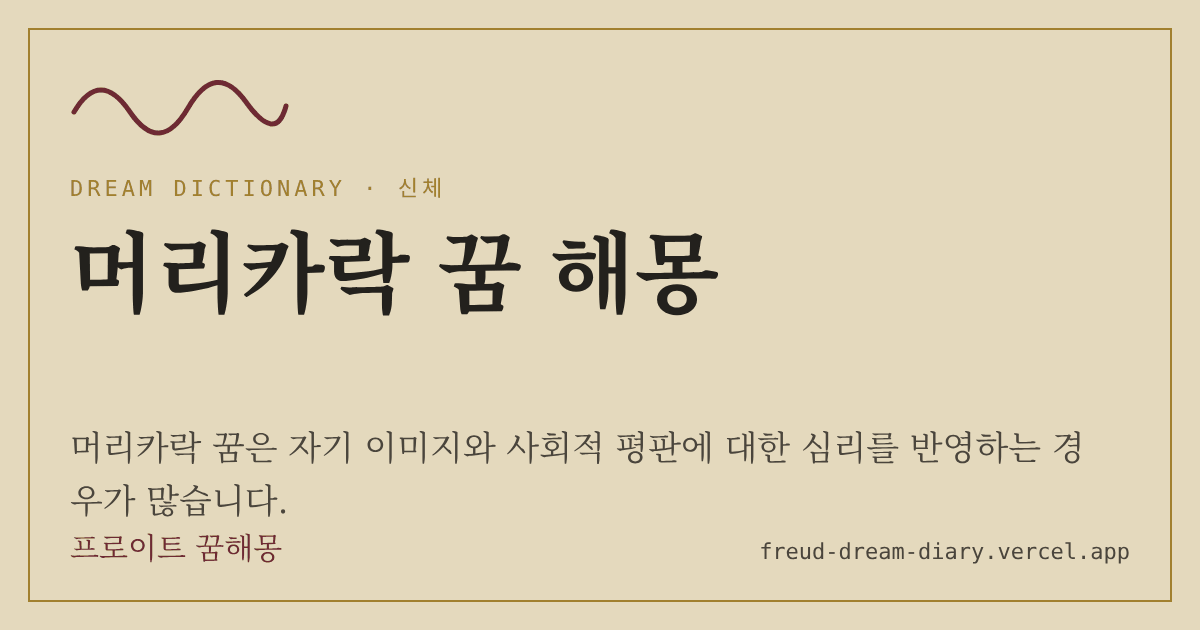 DREAM DICTIONARY · 신체
머리카락 꿈 해몽
머리카락 꿈은 자기 이미지와 사회적 평판에 대한 심리를 반영하는 경
우가 많습니다.
프로이트 꿈해몽
freud-dream-diary.vercel.app